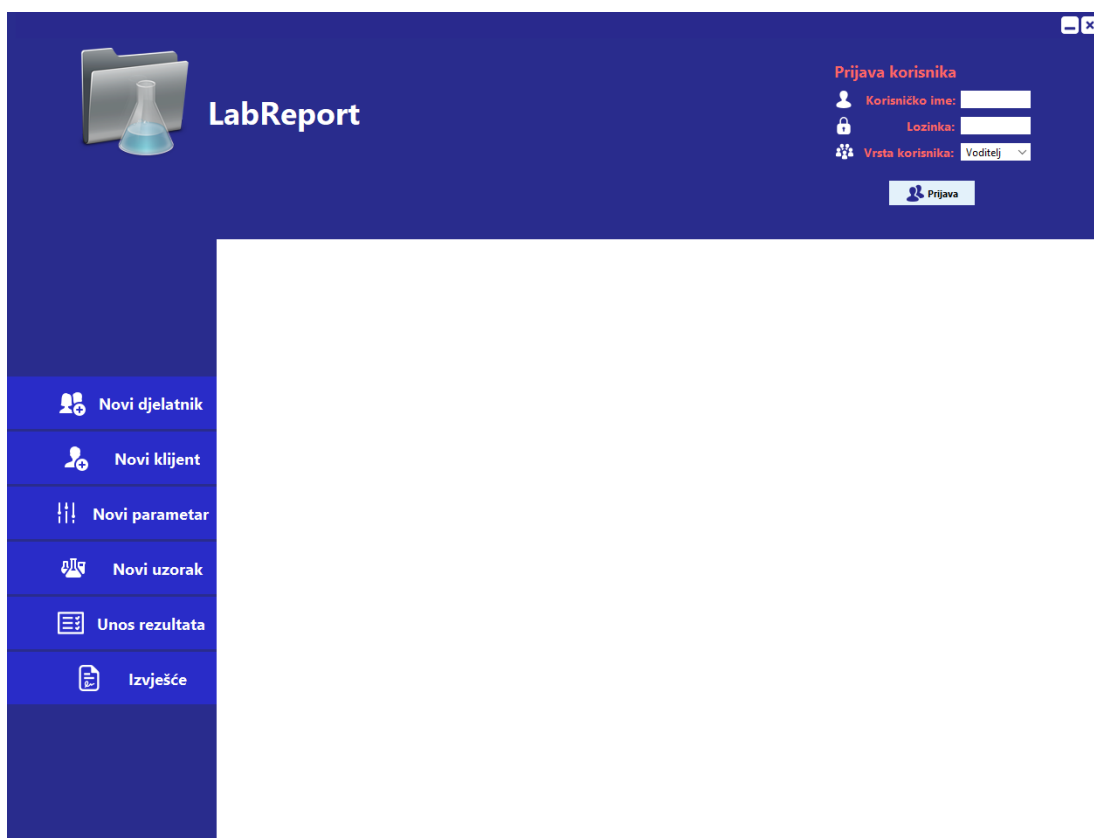 LabReport
Prijava korisnika
Korisničko ime:
Lozinka:
Vrsta korisnika: Voditelj
Prijava
Novi djelatnik
Novi klijent
Novi parametar
Novi uzorak
Unos rezultata
Izvješće